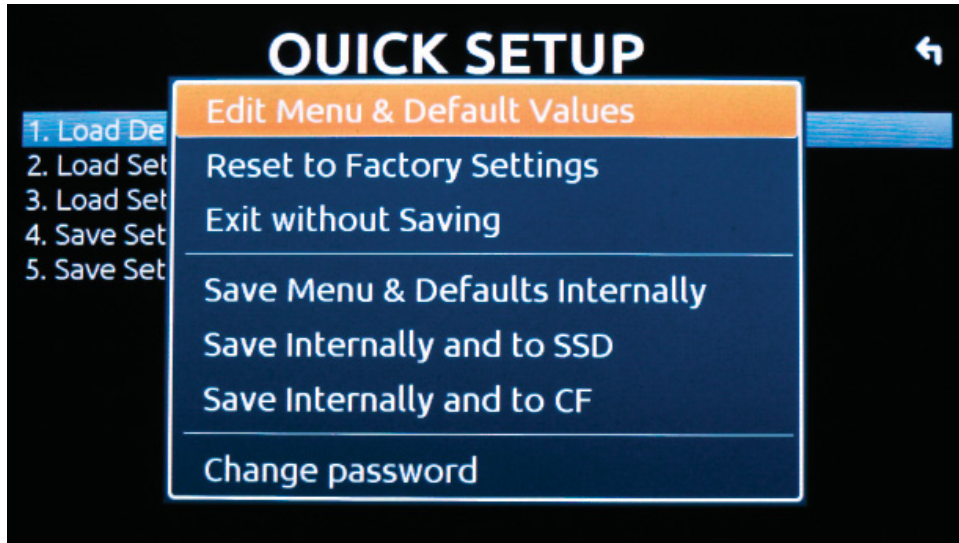 QUICK SETUP
1. Load De
2. Load Set
3. Load Set
4. Save Set
5. Save Set
Edit Menu & Default Values
Reset to Factory Settings
Exit without Saving
Save Menu & Defaults Internally
Save Internally and to SSD
Save Internally and to CF
Change password